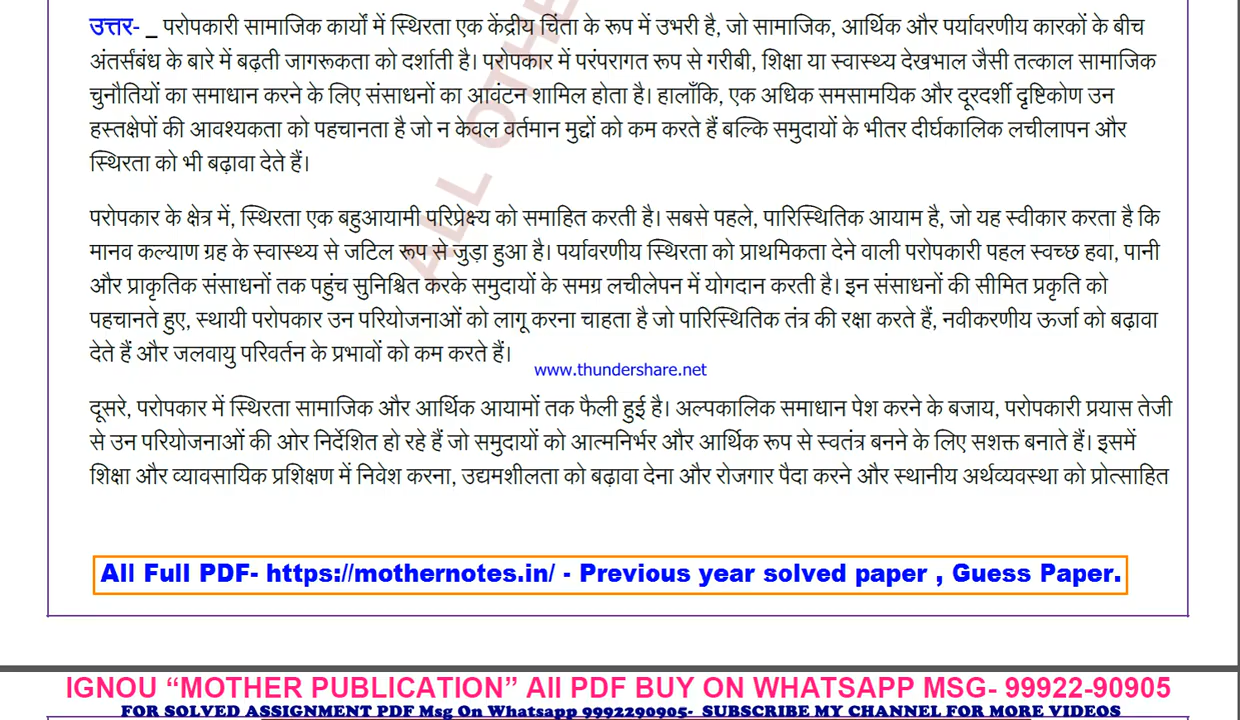 उत्तर- _ परोपकारी सामाजिक कार्यों में स्थिरता एक केंद्रीय चिंता के रूप में उभरी है, जो सामाजिक, आर्थिक और पर्यावरणीय कारकों के बीच
अंतर्संबंध के बारे में बढ़ती जागरूकता को दर्शाती है। परोपकार में परंपरागत रूप से गरीबी, शिक्षा या स्वास्थ्य देखभाल जैसी तत्काल सामाजिक
चुनौतियों का समाधान करने के लिए संसाधनों का आवंटन शामिल होता है। हालाँकि, एक अधिक समसामयिक और दूरदर्शी दृष्टिकोण उन
हस्तक्षेपों की आवश्यकता को पहचानता है जो न केवल वर्तमान मुद्दों को कम करते हैं बल्कि समुदायों के भीतर दीर्घकालिक लचीलापन और
स्थिरता को भी बढ़ावा देते हैं।
परोपकार के क्षेत्र में, स्थिरता एक बहुआयामी परिप्रेक्ष्य को समाहित करती है। सबसे पहले, पारिस्थितिक आयाम है, जो यह स्वीकार करता है कि
मानव कल्याण ग्रह के स्वास्थ्य से जटिल रूप से जुड़ा हुआ है। पर्यावरणीय स्थिरता को प्राथमिकता देने वाली परोपकारी पहल स्वच्छ हवा, पानी
और प्राकृतिक संसाधनों तक पहुंच सुनिश्चित करके समुदायों के समग्र लचीलेपन में योगदान करती है। इन संसाधनों की सीमित प्रकृति को
पहचानते हुए, स्थायी परोपकार उन परियोजनाओं को लागू करना चाहता है जो पारिस्थितिक तंत्र की रक्षा करते हैं, नवीकरणीय ऊर्जा को बढ़ावा
देते हैं और जलवायु परिवर्तन के प्रभावों को कम करते हैं।
www.thundershare.net
दूसरे, परोपकार में स्थिरता सामाजिक और आर्थिक आयामों तक फैली हुई है। अल्पकालिक समाधान पेश करने के बजाय, परोपकारी प्रयास तेजी
से उन परियोजनाओं की ओर निर्देशित हो रहे हैं जो समुदायों को आत्मनिर्भर और आर्थिक रूप से स्वतंत्र बनने के लिए सशक्त बनाते हैं। इसमें
शिक्षा और व्यावसायिक प्रशिक्षण में निवेश करना, उद्यमशीलता को बढ़ावा देना और रोजगार पैदा करने और स्थानीय अर्थव्यवस्था को प्रोत्साहित
ALL OTHE
All Full PDF- https://mothernotes.in/ - Previous year solved paper , Guess Paper.
IGNOU “MOTHER PUBLICATION” All PDF BUY ON WHATSAPP MSG- 99922-90905
FOR SOLVED ASSIGNMENT PDF Msg On Whatsapp 9992290905- SUBSCRIBE MY CHANNEL FOR MORE VIDEOS